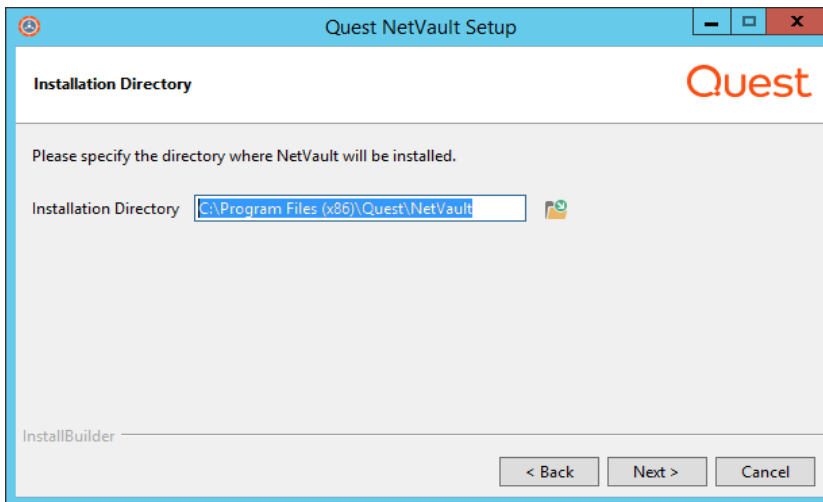 Quest NetVault Setup
Installation Directory
Quest
Please specify the directory where NetVault will be installed.
Installation Directory C:\Program Files (x86)\Quest\NetVault
InstallBuilder
< Back Next > Cancel